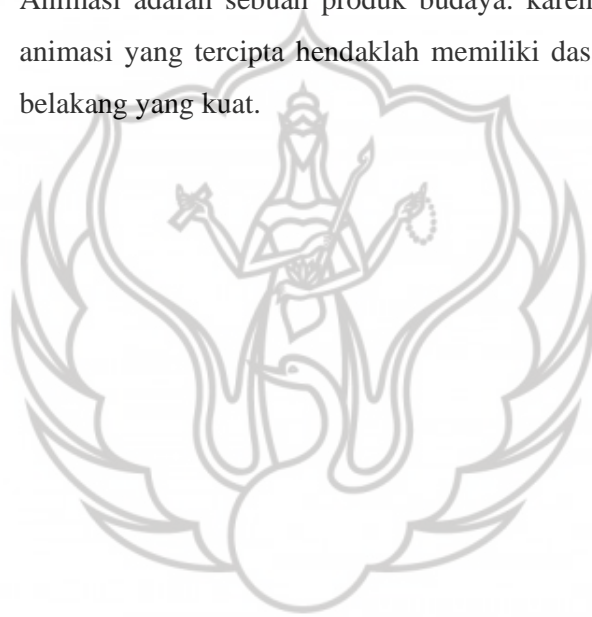 Animasi adalah sebuah produk budaya. karen
animasi yang tercipta hendaklah memiliki das
belakang yang kuat.